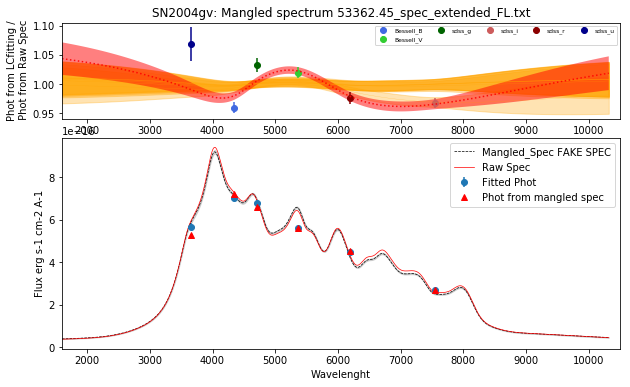 SN2004gv: Mangled spectrum 53362.45_spec_extended_FL.txt
Phot from LCfitting /
Phot from Raw Spec
1.10
1.05
1.00
0.95
Bessell_B
Bessell_V
sdss_g
sdss_i
sdss_r
sdss_u
2000 3000 4000 5000 6000 7000 8000 9000 10000
1e−16
Flux erg s-1 cm-2 A-1
8
6
4
2
0
Mangled_Spec FAKE SPEC
Raw Spec
Fitted Phot
Phot from mangled spec
2000 3000 4000 5000 6000 7000 8000 9000 10000
Wavelenght